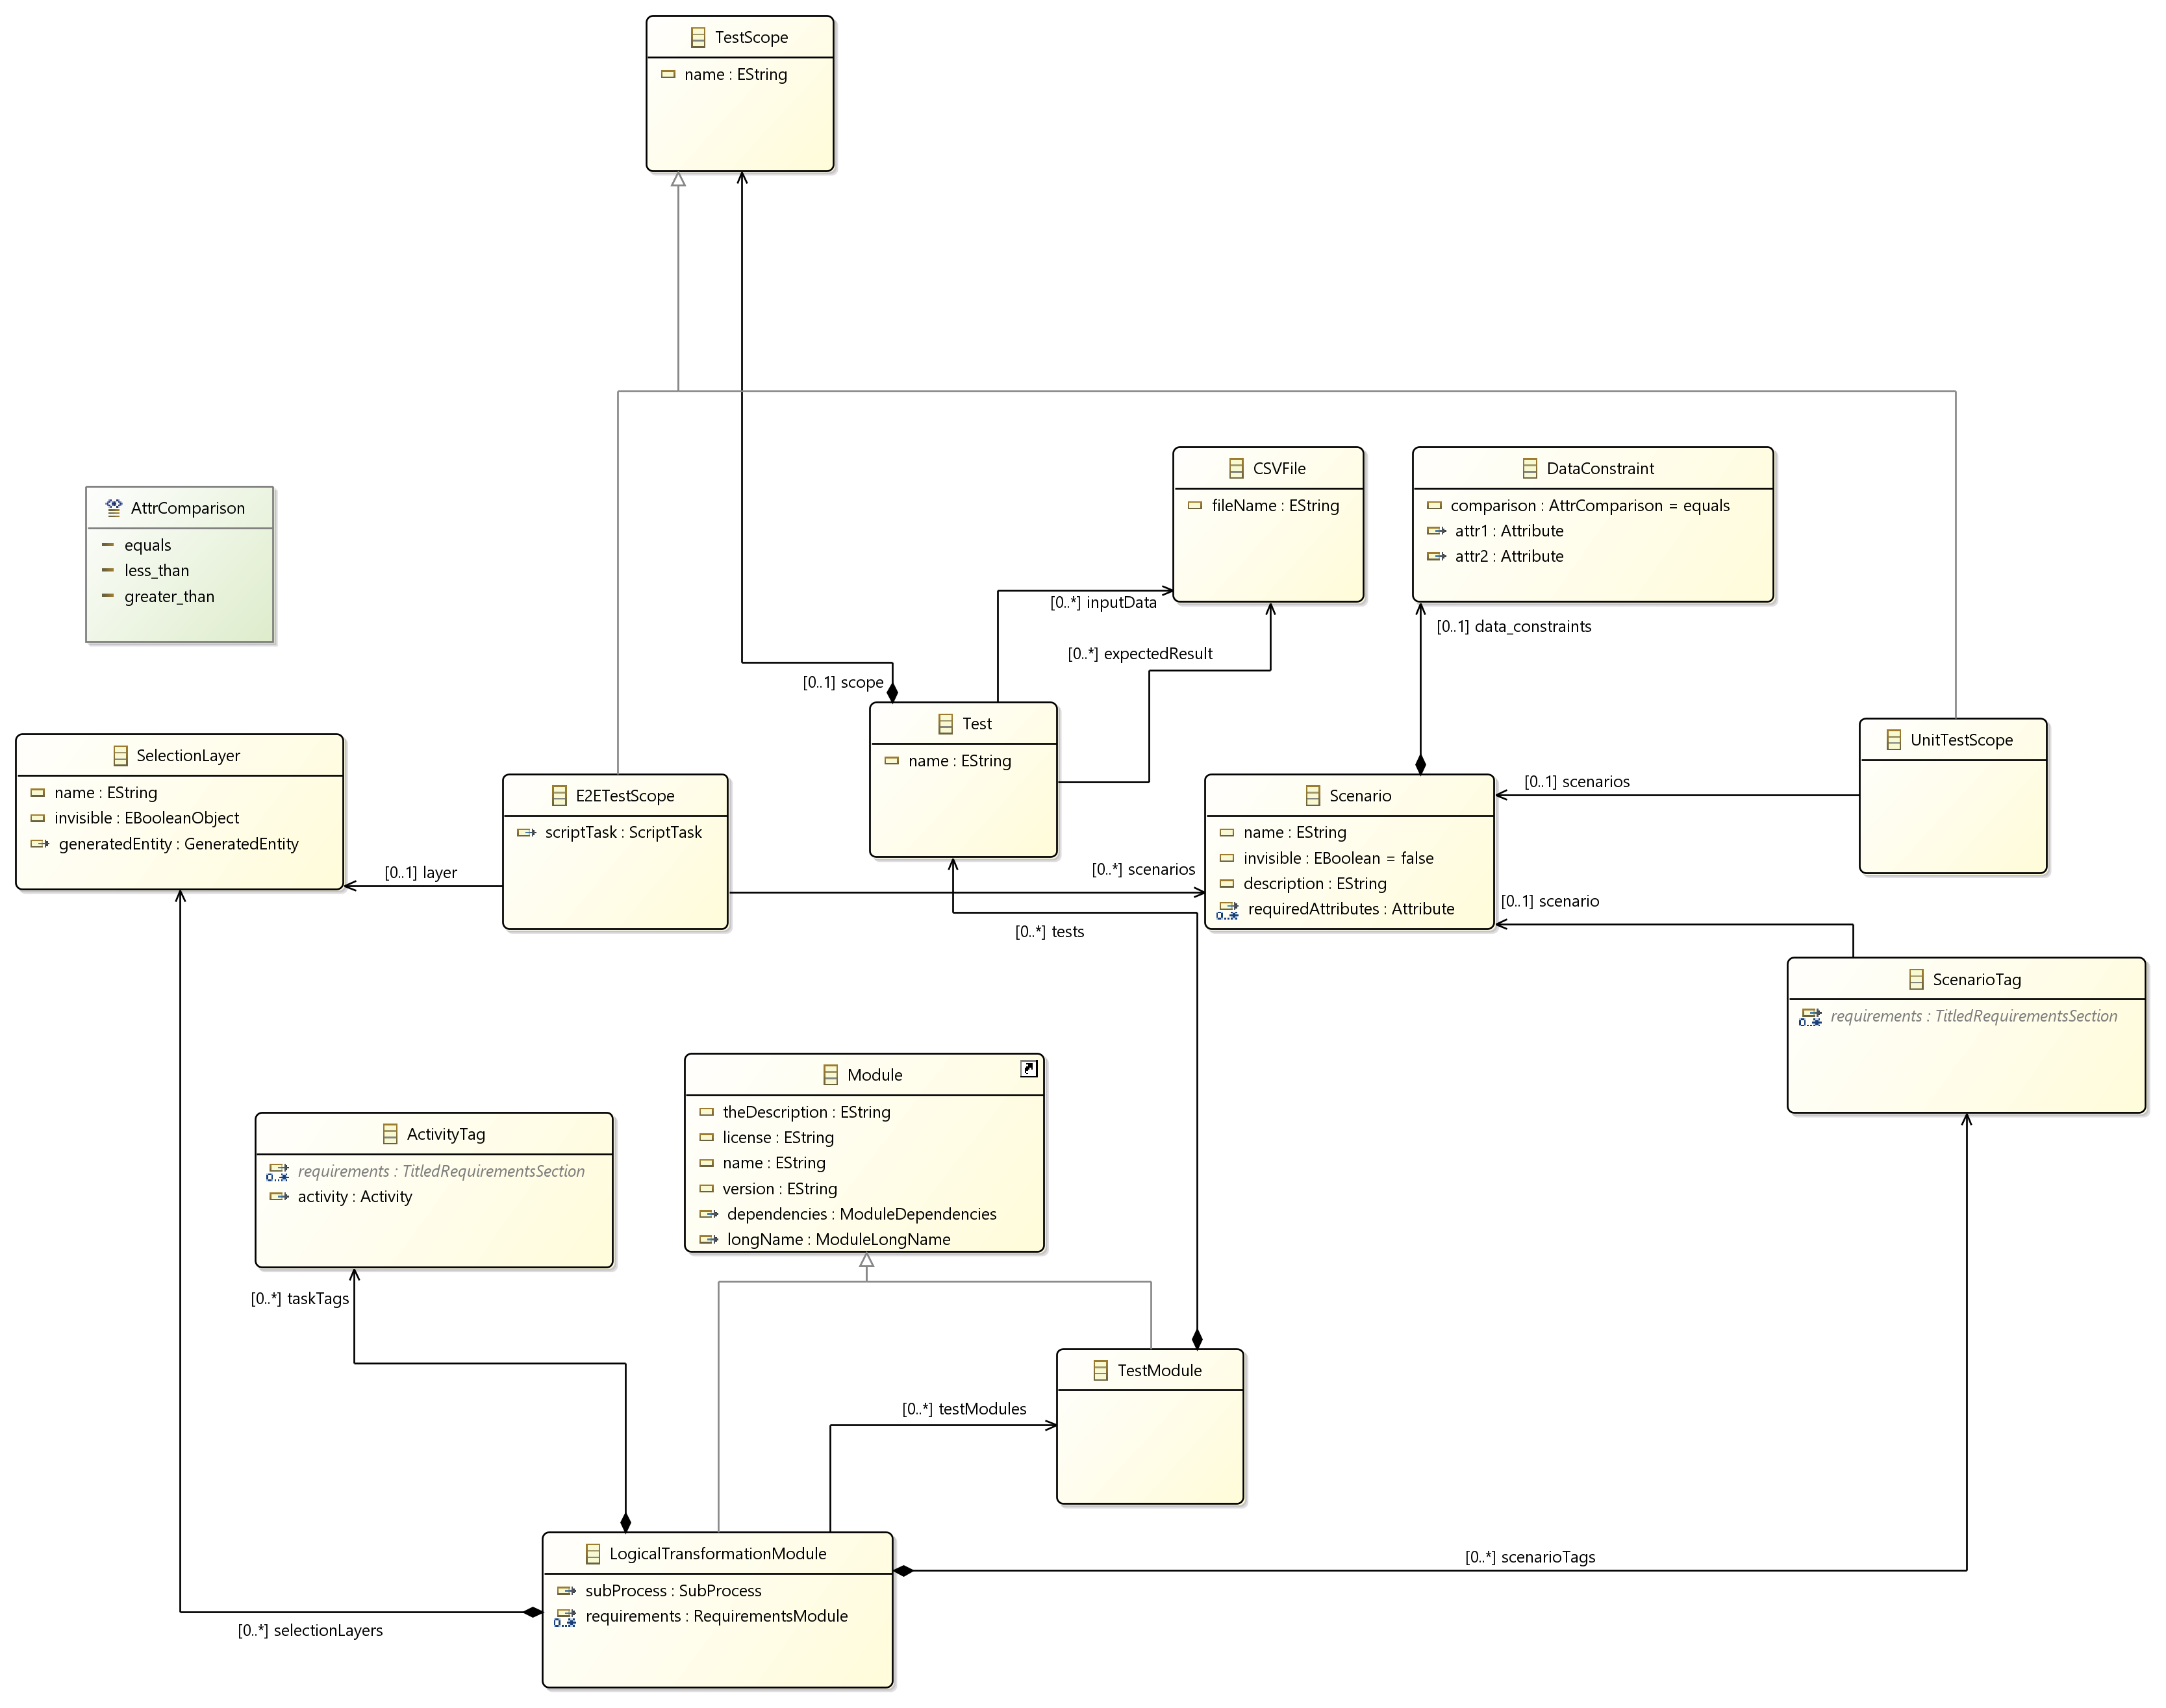 TestScope
name : EString
CSVFile
fileName : EString
DataConstraint
comparison : AttrComparison = equals
attr1 : Attribute
attr2 : Attribute
AttrComparison
equals
less_than
greater_than
[0..*] inputData
[0..1] data_constraints
[0..*] expectedResult
[0..1] scope
Test
name : EString
SelectionLayer
name : EString
invisible : EBooleanObject
generatedEntity : GeneratedEntity
E2ETestScope
scriptTask : ScriptTask
Scenario
name : EString
invisible : EBoolean = false
description : EString
0..* requiredAttributes : Attribute
UnitTestScope
[0..1] scenarios
[0..1] layer
[0..*] scenarios
[0..1] scenario
[0..*] tests
ScenarioTag
0..* requirements : TitledRequirementsSection
Module
theDescription : EString
license : EString
name : EString
version : EString
dependencies : ModuleDependencies
longName : ModuleLongName
ActivityTag
0..* requirements : TitledRequirementsSection
activity : Activity
[0..*] taskTags
TestModule
[0..*] testModules
LogicalTransformationModule
subProcess : SubProcess
0..* requirements : RequirementsModule
[0..*] scenarioTags
[0..*] selectionLayers